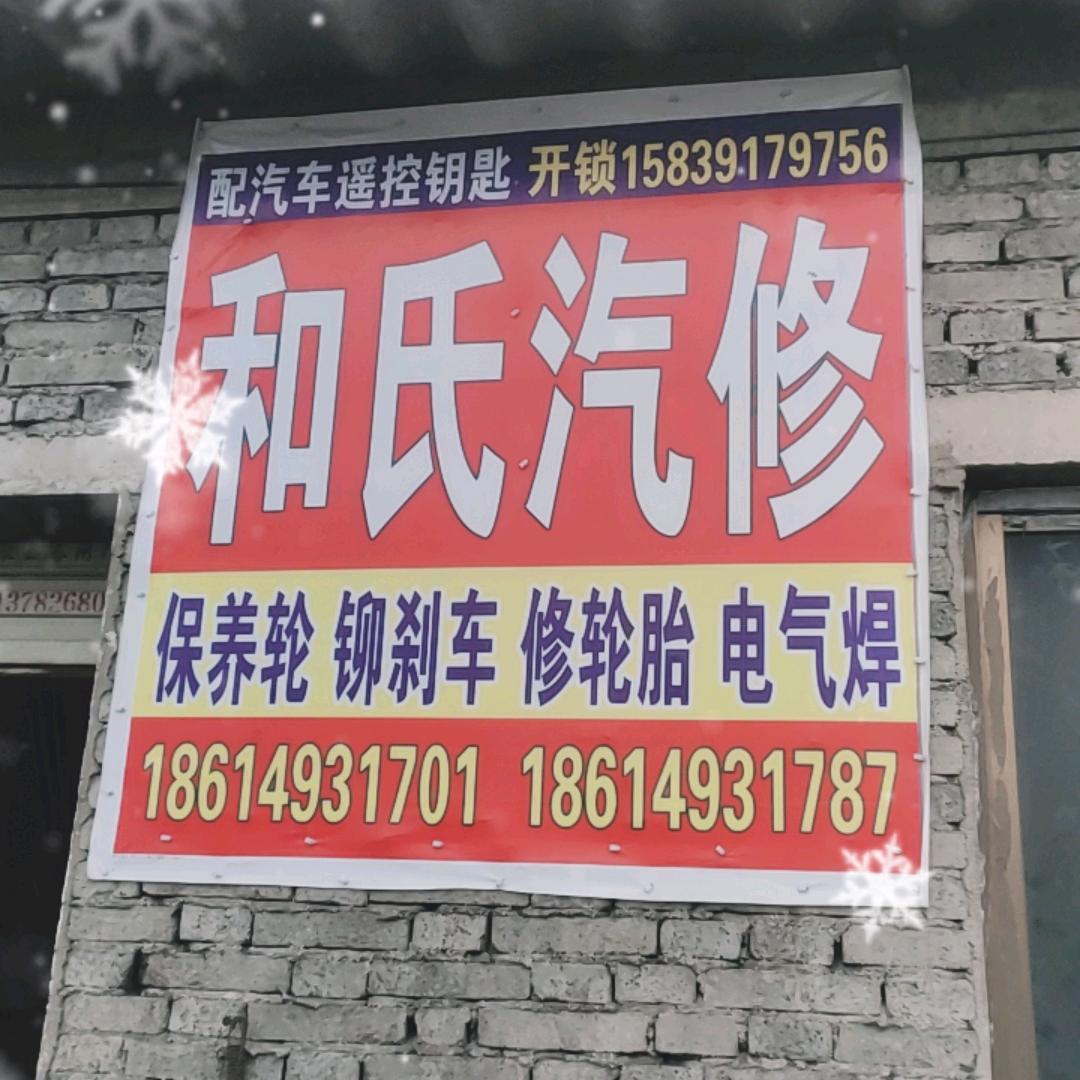 配汽车遥控钥匙 开锁15839179756
和氏汽修
保养轮 铆刹车 修轮胎 电气焊
18614931701 18614931787
13782680